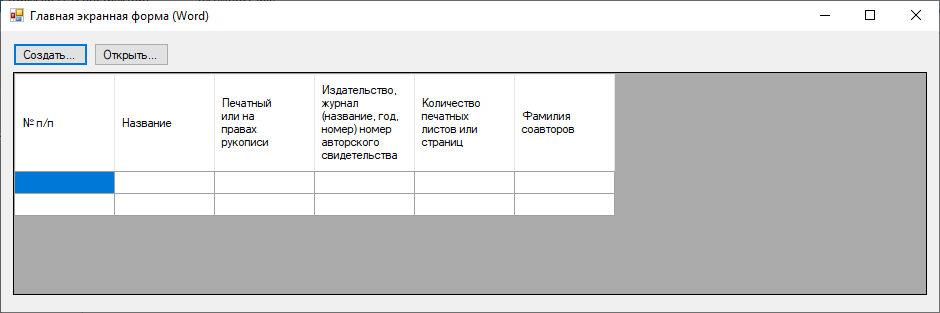 Главная экранная форма (Word)
Создать...
Открыть...
№ п/п
Название
Печатный
или на
правах
рукописи
Издательство,
журнал
(название, год,
номер) номер
авторского
свидетельства
Количество
печатных
листов или
страниц
Фамилия
соавторов